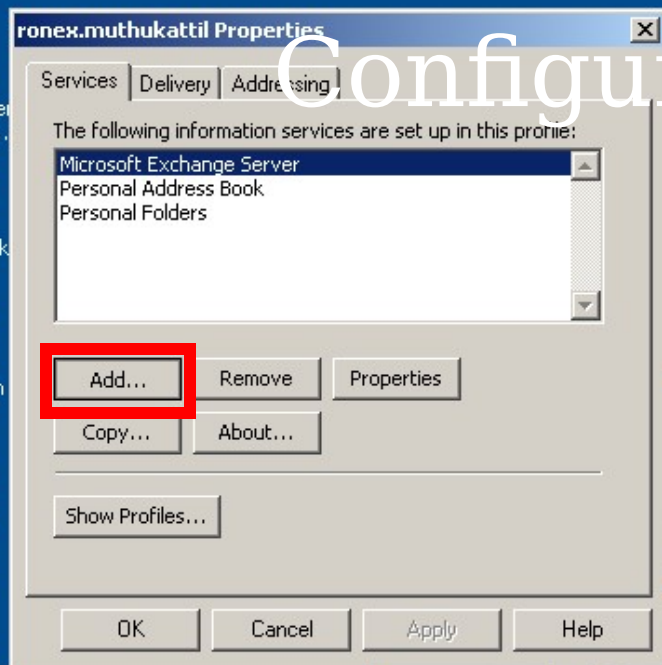 ronex.muthukattil Properties
Configu
Services Delivery Addressing
The following information services are set up in this profile:
Microsoft Exchange Server
Personal Address Book
Personal Folders
Add... Remove Properties
Copy... About...
Show Profiles...
OK Cancel Apply Help